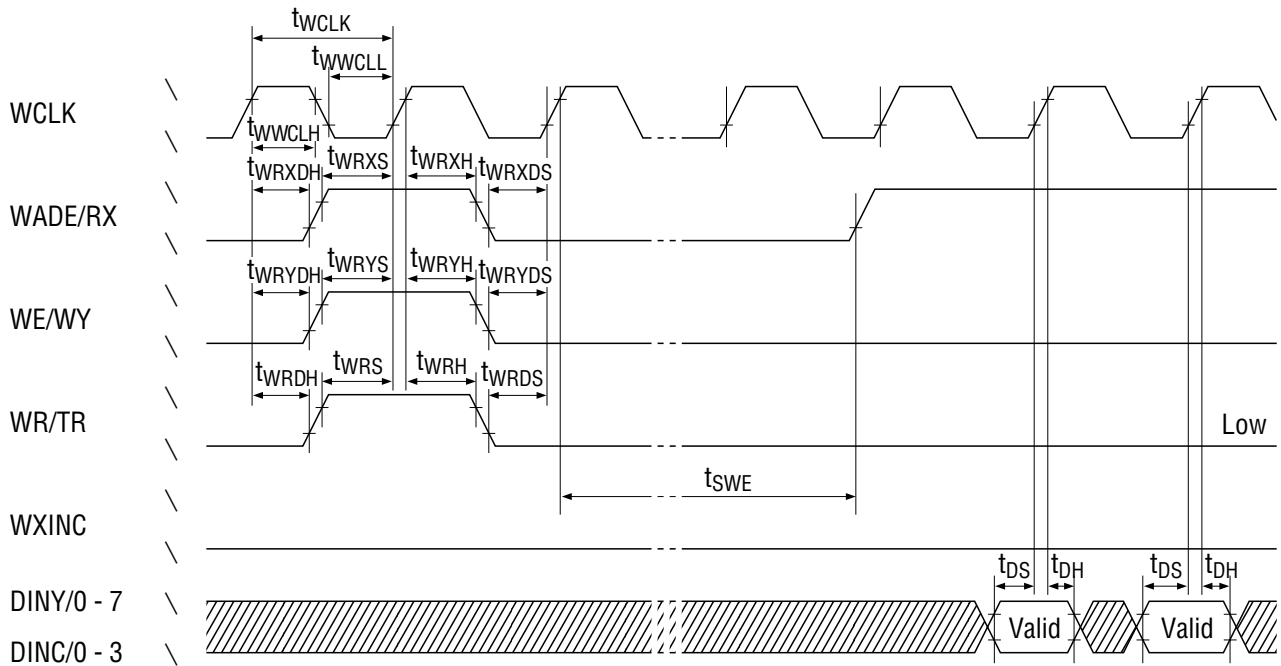 tWCLK
tWWCLL
WCLK
tWWCLH
tWRXDH tWRXS tWRXH tWRXDS
WADE/RX
tWRYDH tWRYS tWRYH tWRYDS
WE/WY
tWRDH tWRS tWRH tWRDS
WR/TR
Low
tSWE
WXINC
tDS tDH tDS tDH
DINY/0 - 7
Valid Valid
DINC/0 - 3